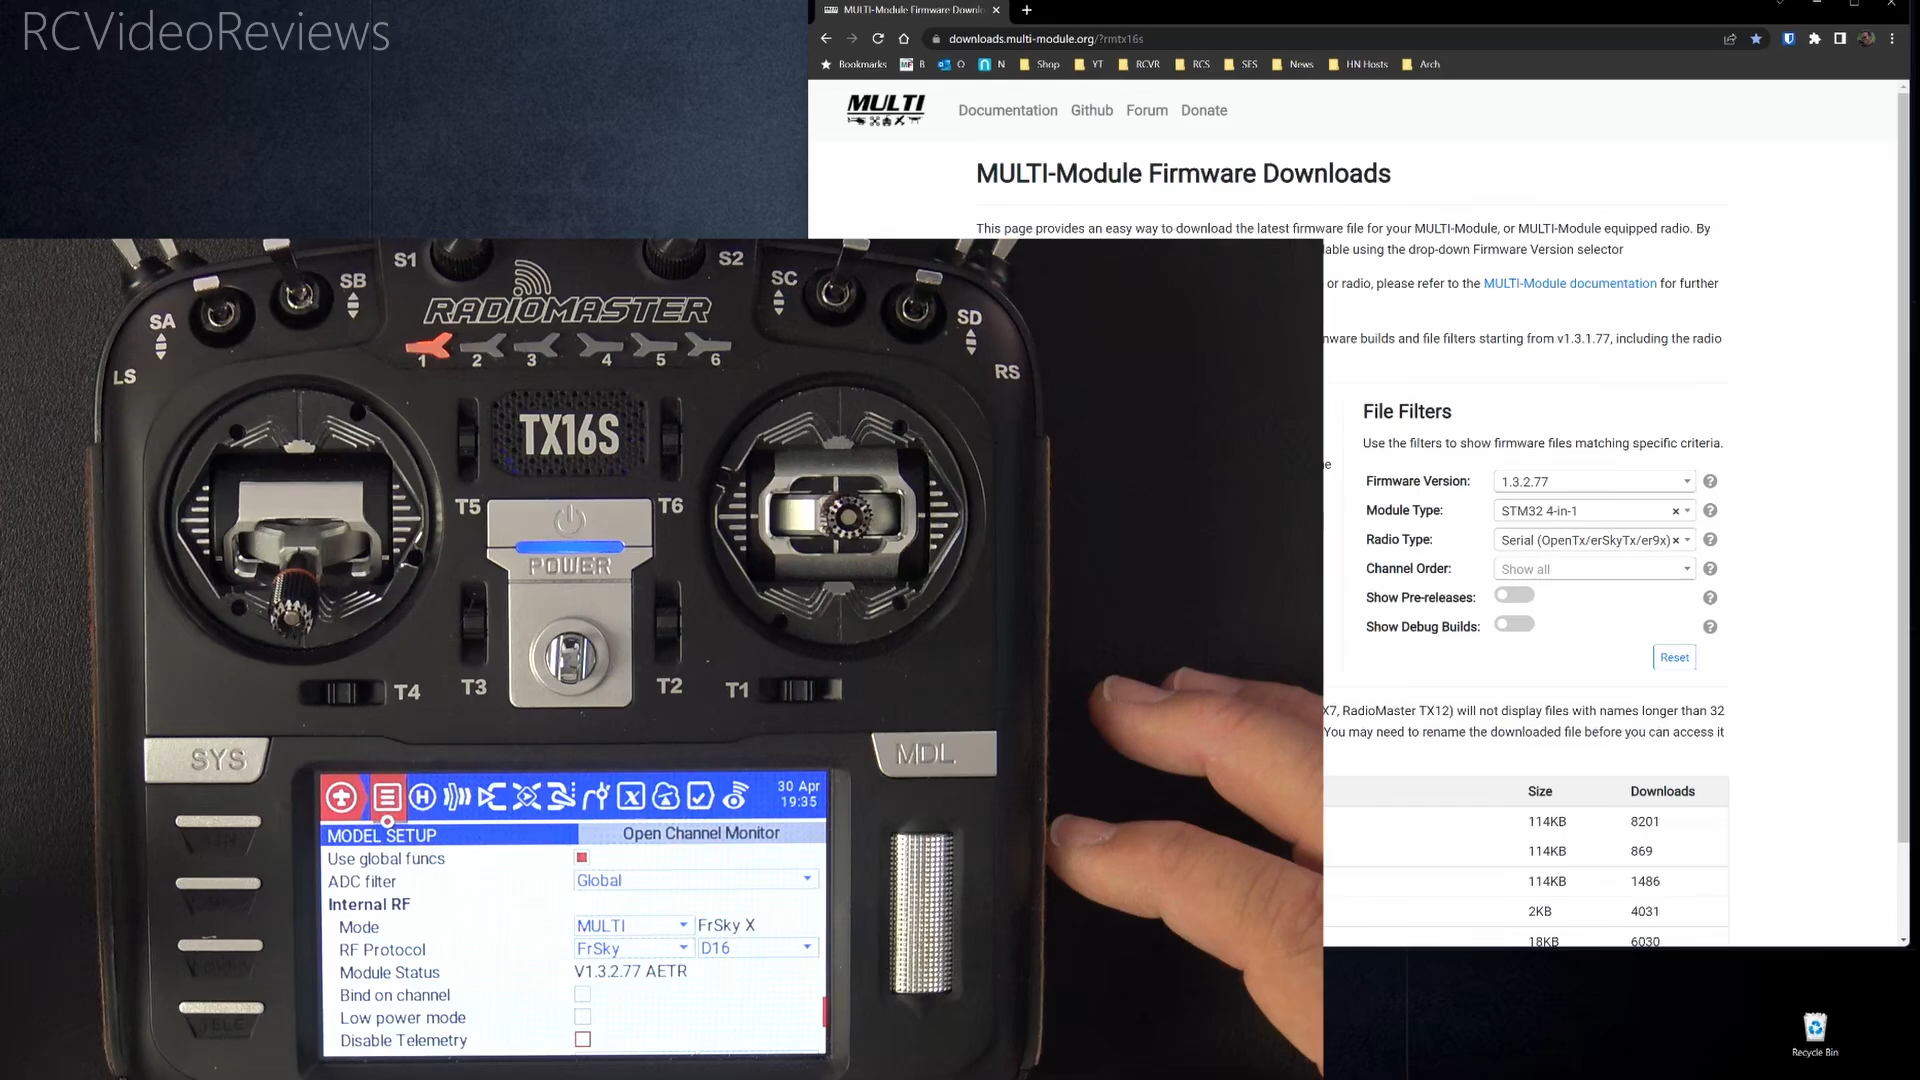 RCVideoReviews
MULTI-Module Firmware Downlo
downloads.multi-module.org/?rmtx16s
Bookmarks B O N Shop YT RCVR RCS SFS News HN Hosts Arch
MULTI
Documentation Github Forum Donate
MULTI-Module Firmware Downloads
This page provides an easy way to download the latest firmware file for your MULTI-Module, or MULTI-Module equipped radio. By
lable using the drop-down Firmware Version selector
or radio, please refer to the MULTI-Module documentation for further
nware builds and file filters starting from v1.3.1.77, including the radio
File Filters
Use the filters to show firmware files matching specific criteria.
Firmware Version: 1.3.2.77
Module Type: STM32 4-in-1
Radio Type: Serial (OpenTx/erSkyTx/er9x)
Channel Order: Show all
Show Pre-releases:
Show Debug Builds:
Reset
X7, RadioMaster TX12) will not display files with names longer than 32
You may need to rename the downloaded file before you can access it
Size Downloads
114KB 8201
114KB 869
114KB 1486
2KB 4031
18KB 6030
Recycle Bin
S1 S2
SA SB SC SD
RADIOMASTER
1 2 3 4 5 6
LS RS
TX16S
T5 T6
POWER
T4 T3 T2 T1
SYS MDL
TELE
30 Apr
19:35
MODEL SETUP Open Channel Monitor
Use global funcs
ADC filter Global
Internal RF
Mode MULTI FrSky X
RF Protocol FrSky D16
Module Status V1.3.2.77 AETR
Bind on channel
Low power mode
Disable Telemetry